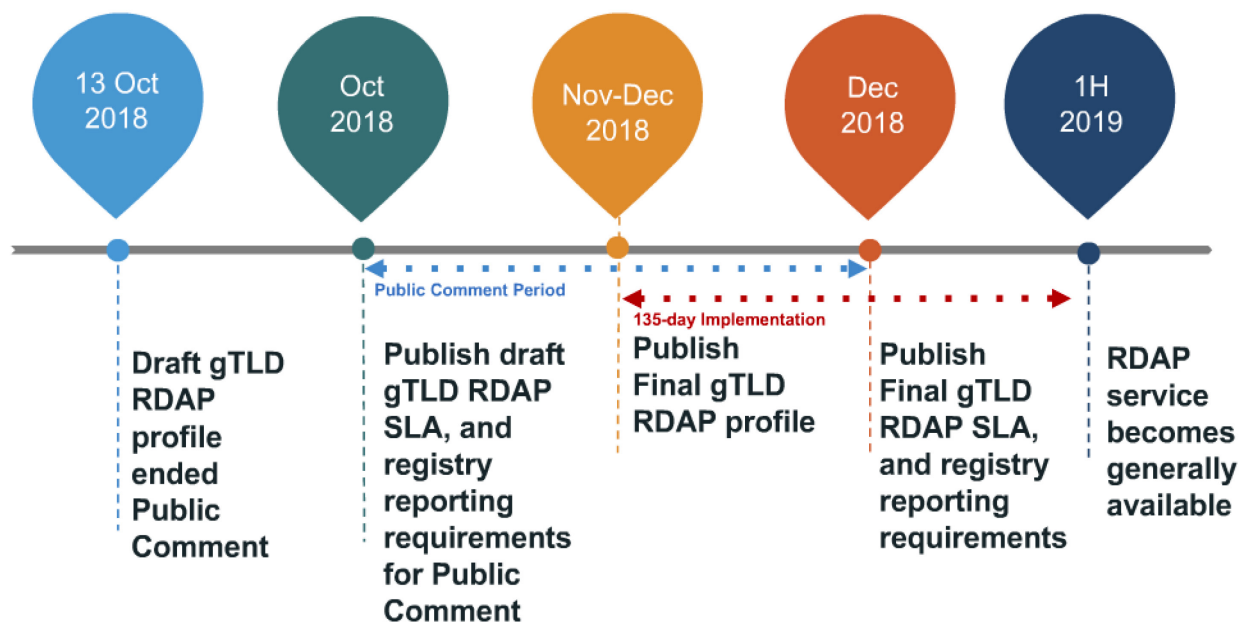 13 Oct
2018
Oct
2018
Nov-Dec
2018
Dec
2018
1H
2019
Public Comment Period
135-day Implementation
Draft gTLD
RDAP
profile
ended
Public
Comment
Publish draft
gTLD RDAP
SLA, and
registry
reporting
requirements
for Public
Comment
Publish
Final gTLD
RDAP profile
Publish
Final gTLD
RDAP SLA,
and registry
reporting
requirements
RDAP
service
becomes
generally
available